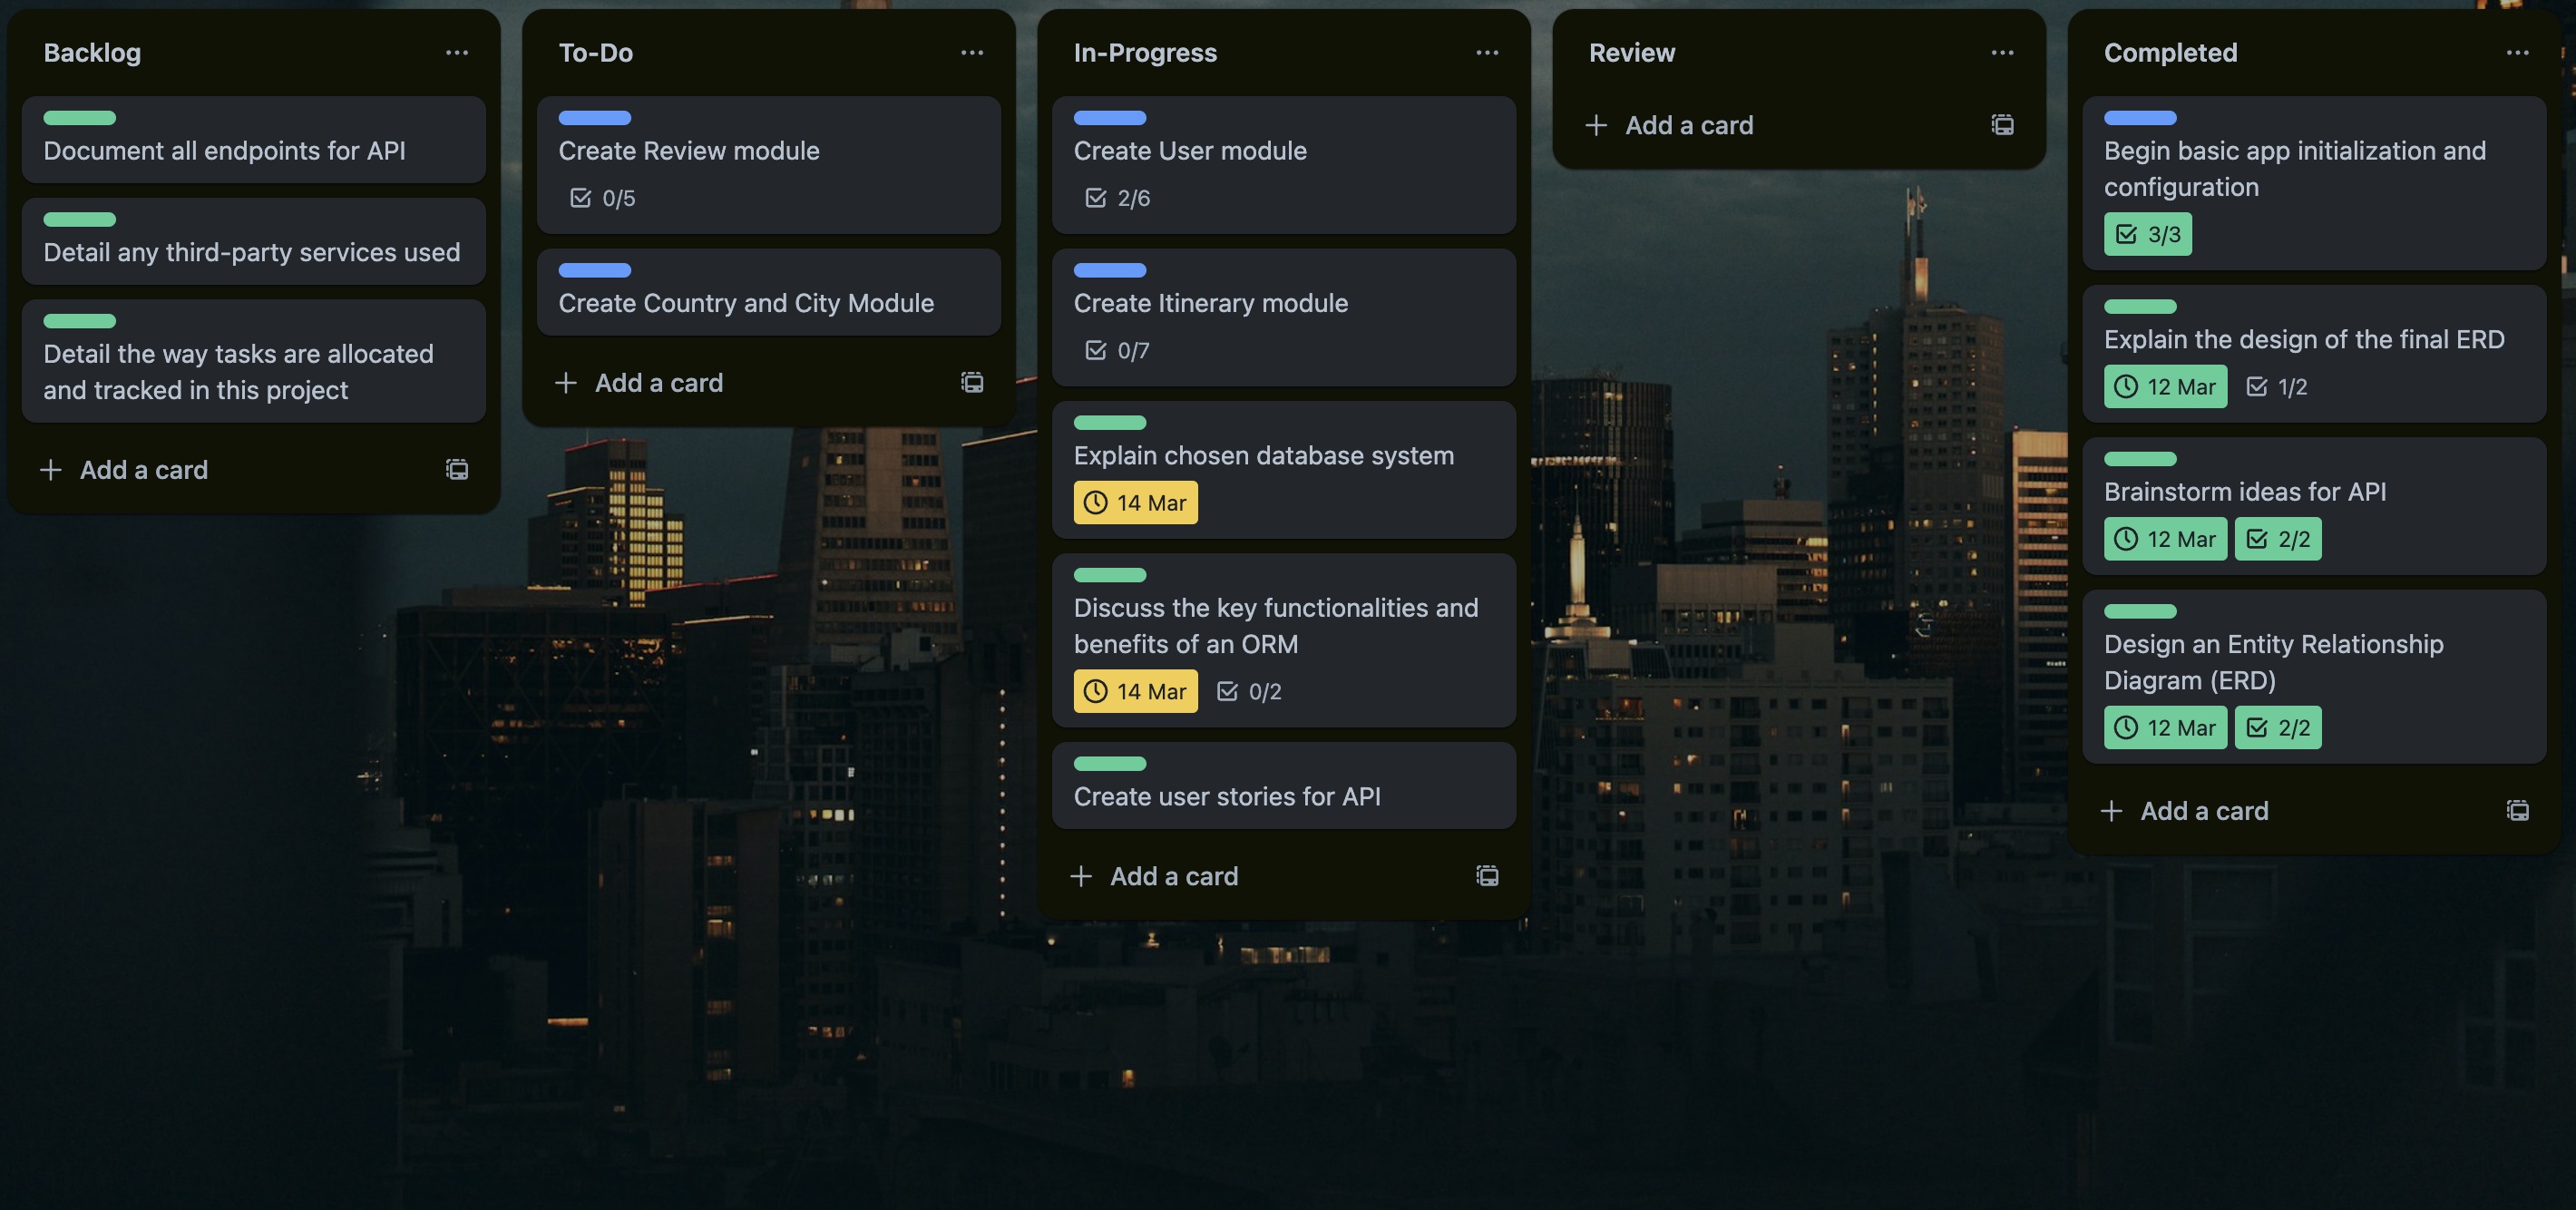 Backlog
Document all endpoints for API
Detail any third-party services used
Detail the way tasks are allocated
and tracked in this project
Add a card
To-Do
Create Review module
0/5
Create Country and City Module
Add a card
In-Progress
Create User module
2/6
Create Itinerary module
0/7
Explain chosen database system
14 Mar
Discuss the key functionalities and
benefits of an ORM
14 Mar 0/2
Create user stories for API
Add a card
Review
Add a card
Completed
Begin basic app initialization and
configuration
3/3
Explain the design of the final ERD
12 Mar 1/2
Brainstorm ideas for API
12 Mar 2/2
Design an Entity Relationship
Diagram (ERD)
12 Mar 2/2
Add a card